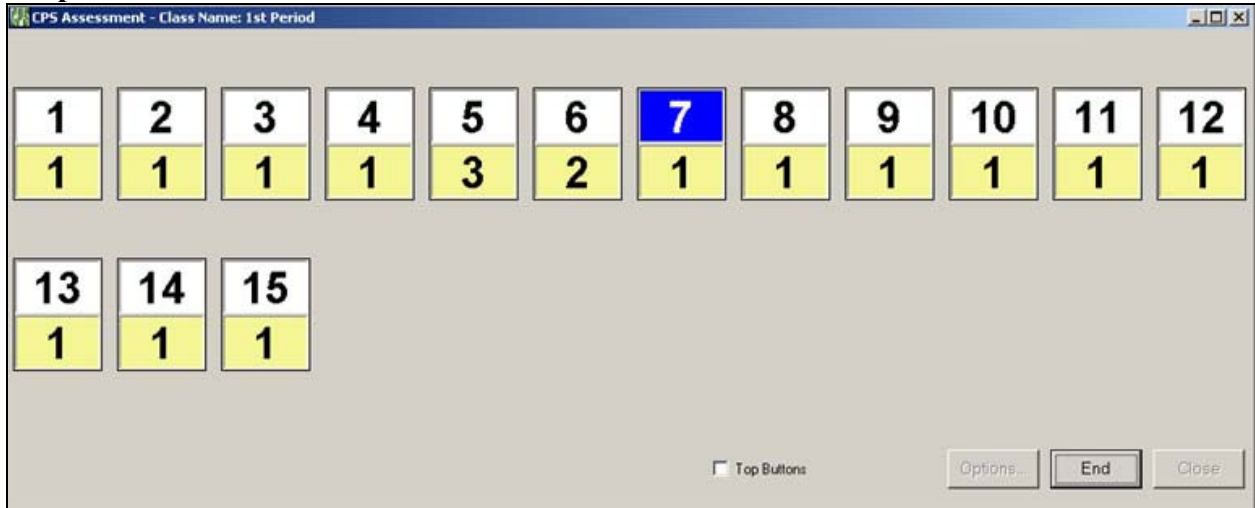 CPS Assessment - Class Name: 1st Period
1 2 3 4 5 6 7 8 9 10 11 12
1 1 1 1 3 2 1 1 1 1 1 1
13 14 15
1 1 1
Top Buttons Options... End Close